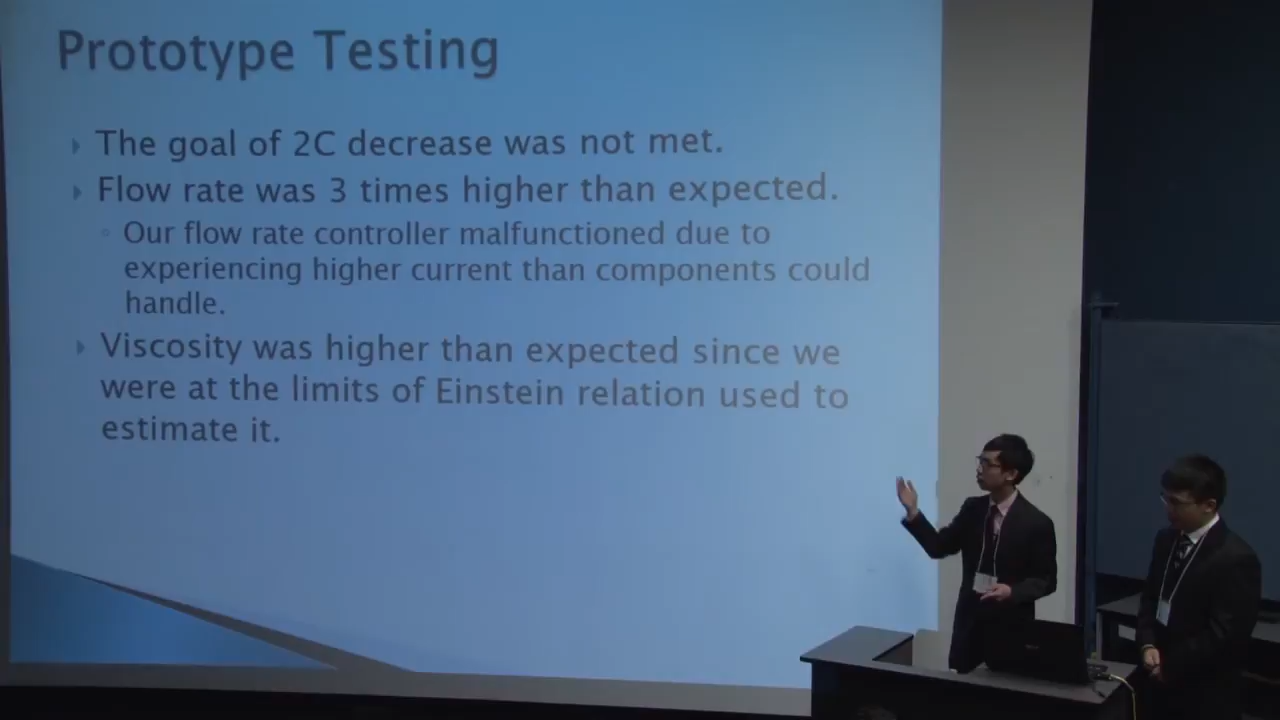 Prototype Testing
The goal of 2C decrease was not met.
Flow rate was 3 times higher than expected.
Our flow rate controller malfunctioned due to
experiencing higher current than components could
handle.
Viscosity was higher than expected since we
were at the limits of Einstein relation used to
estimate it.